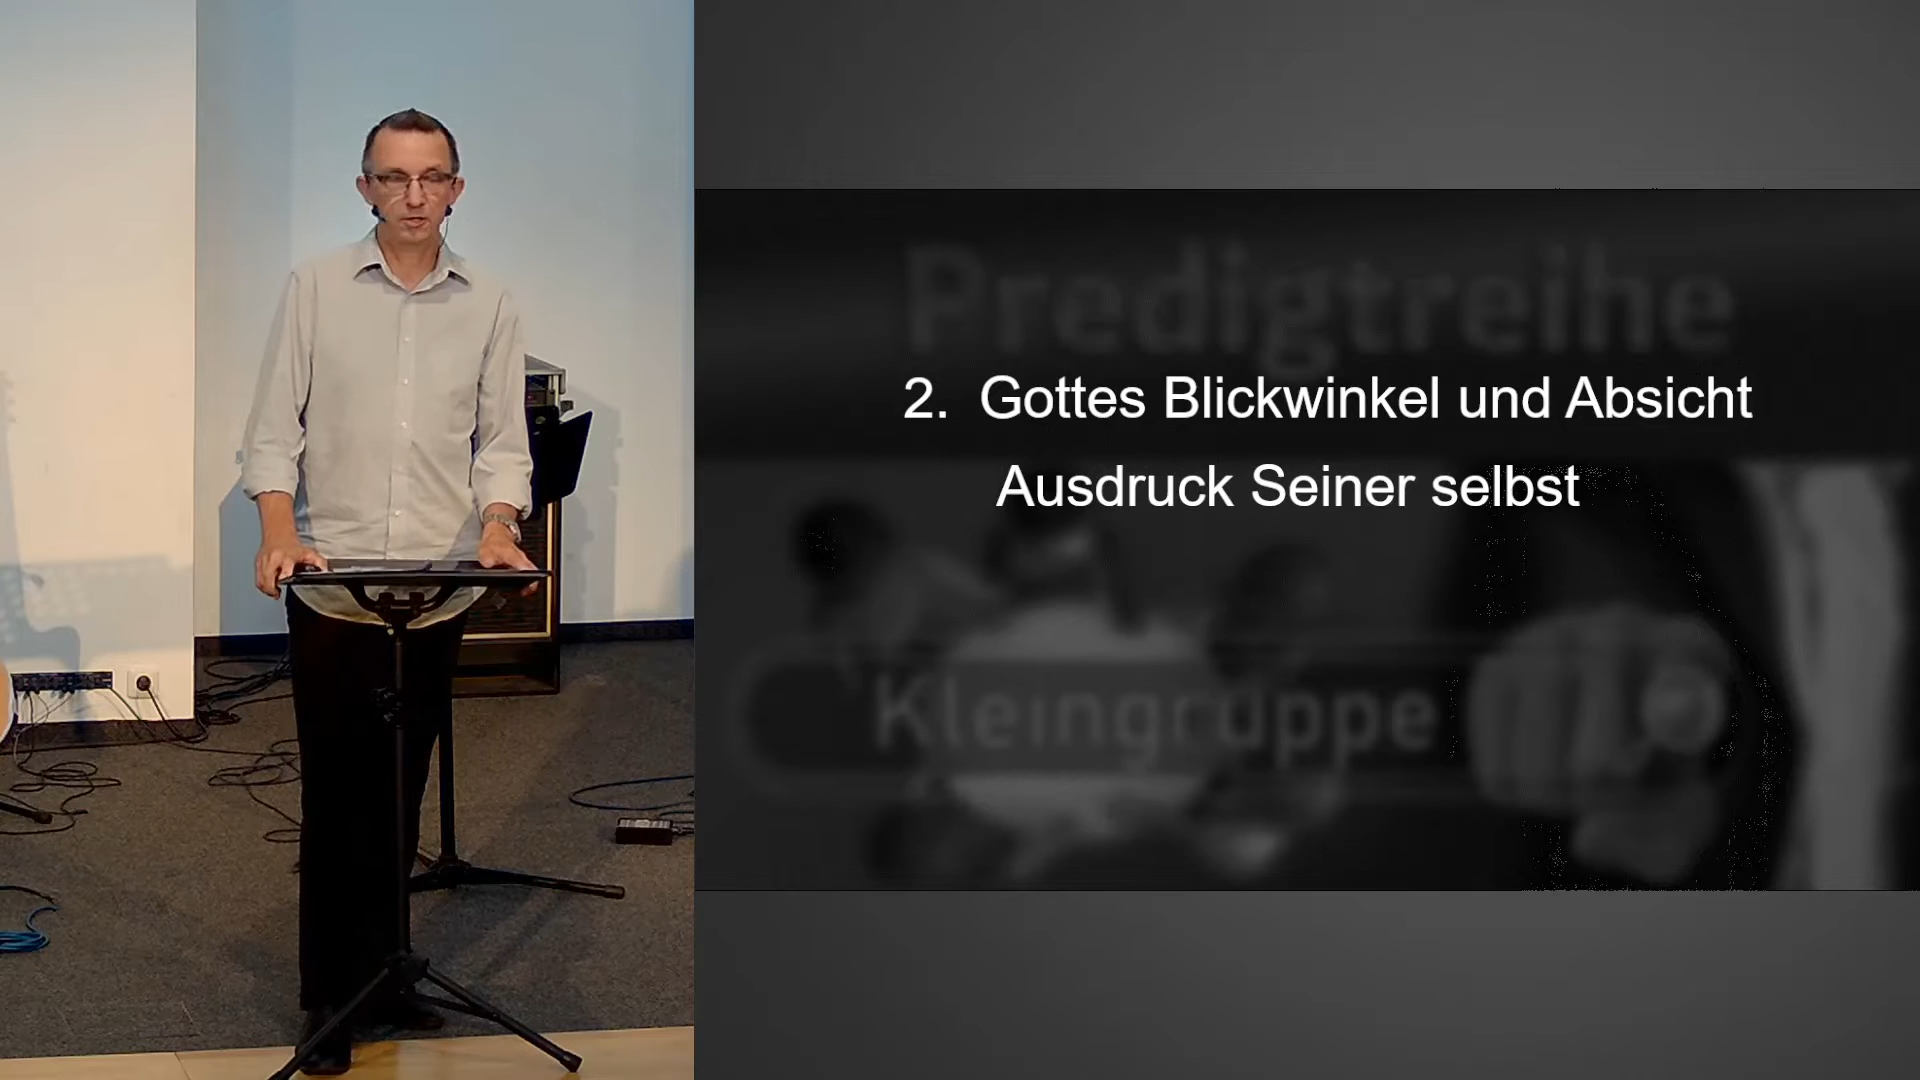 Predigtreihe
2. Gottes Blickwinkel und Absicht
Ausdruck Seiner selbst
Kleingruppe